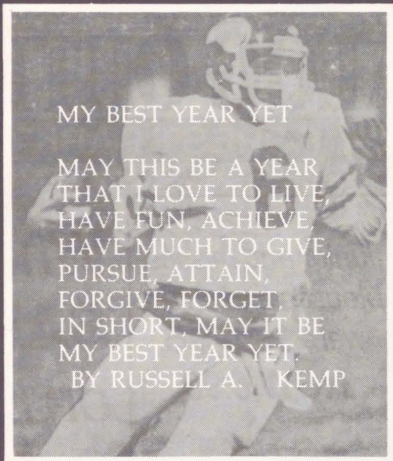 MY BEST YEAR YET
MAY THIS BE A YEAR
THAT I LOVE TO LIVE,
HAVE FUN, ACHIEVE,
HAVE MUCH TO GIVE,
PURSUE, ATTAIN,
FORGIVE, FORGET,
IN SHORT, MAY IT BE
MY BEST YEAR YET.
BY RUSSELL A. KEMP